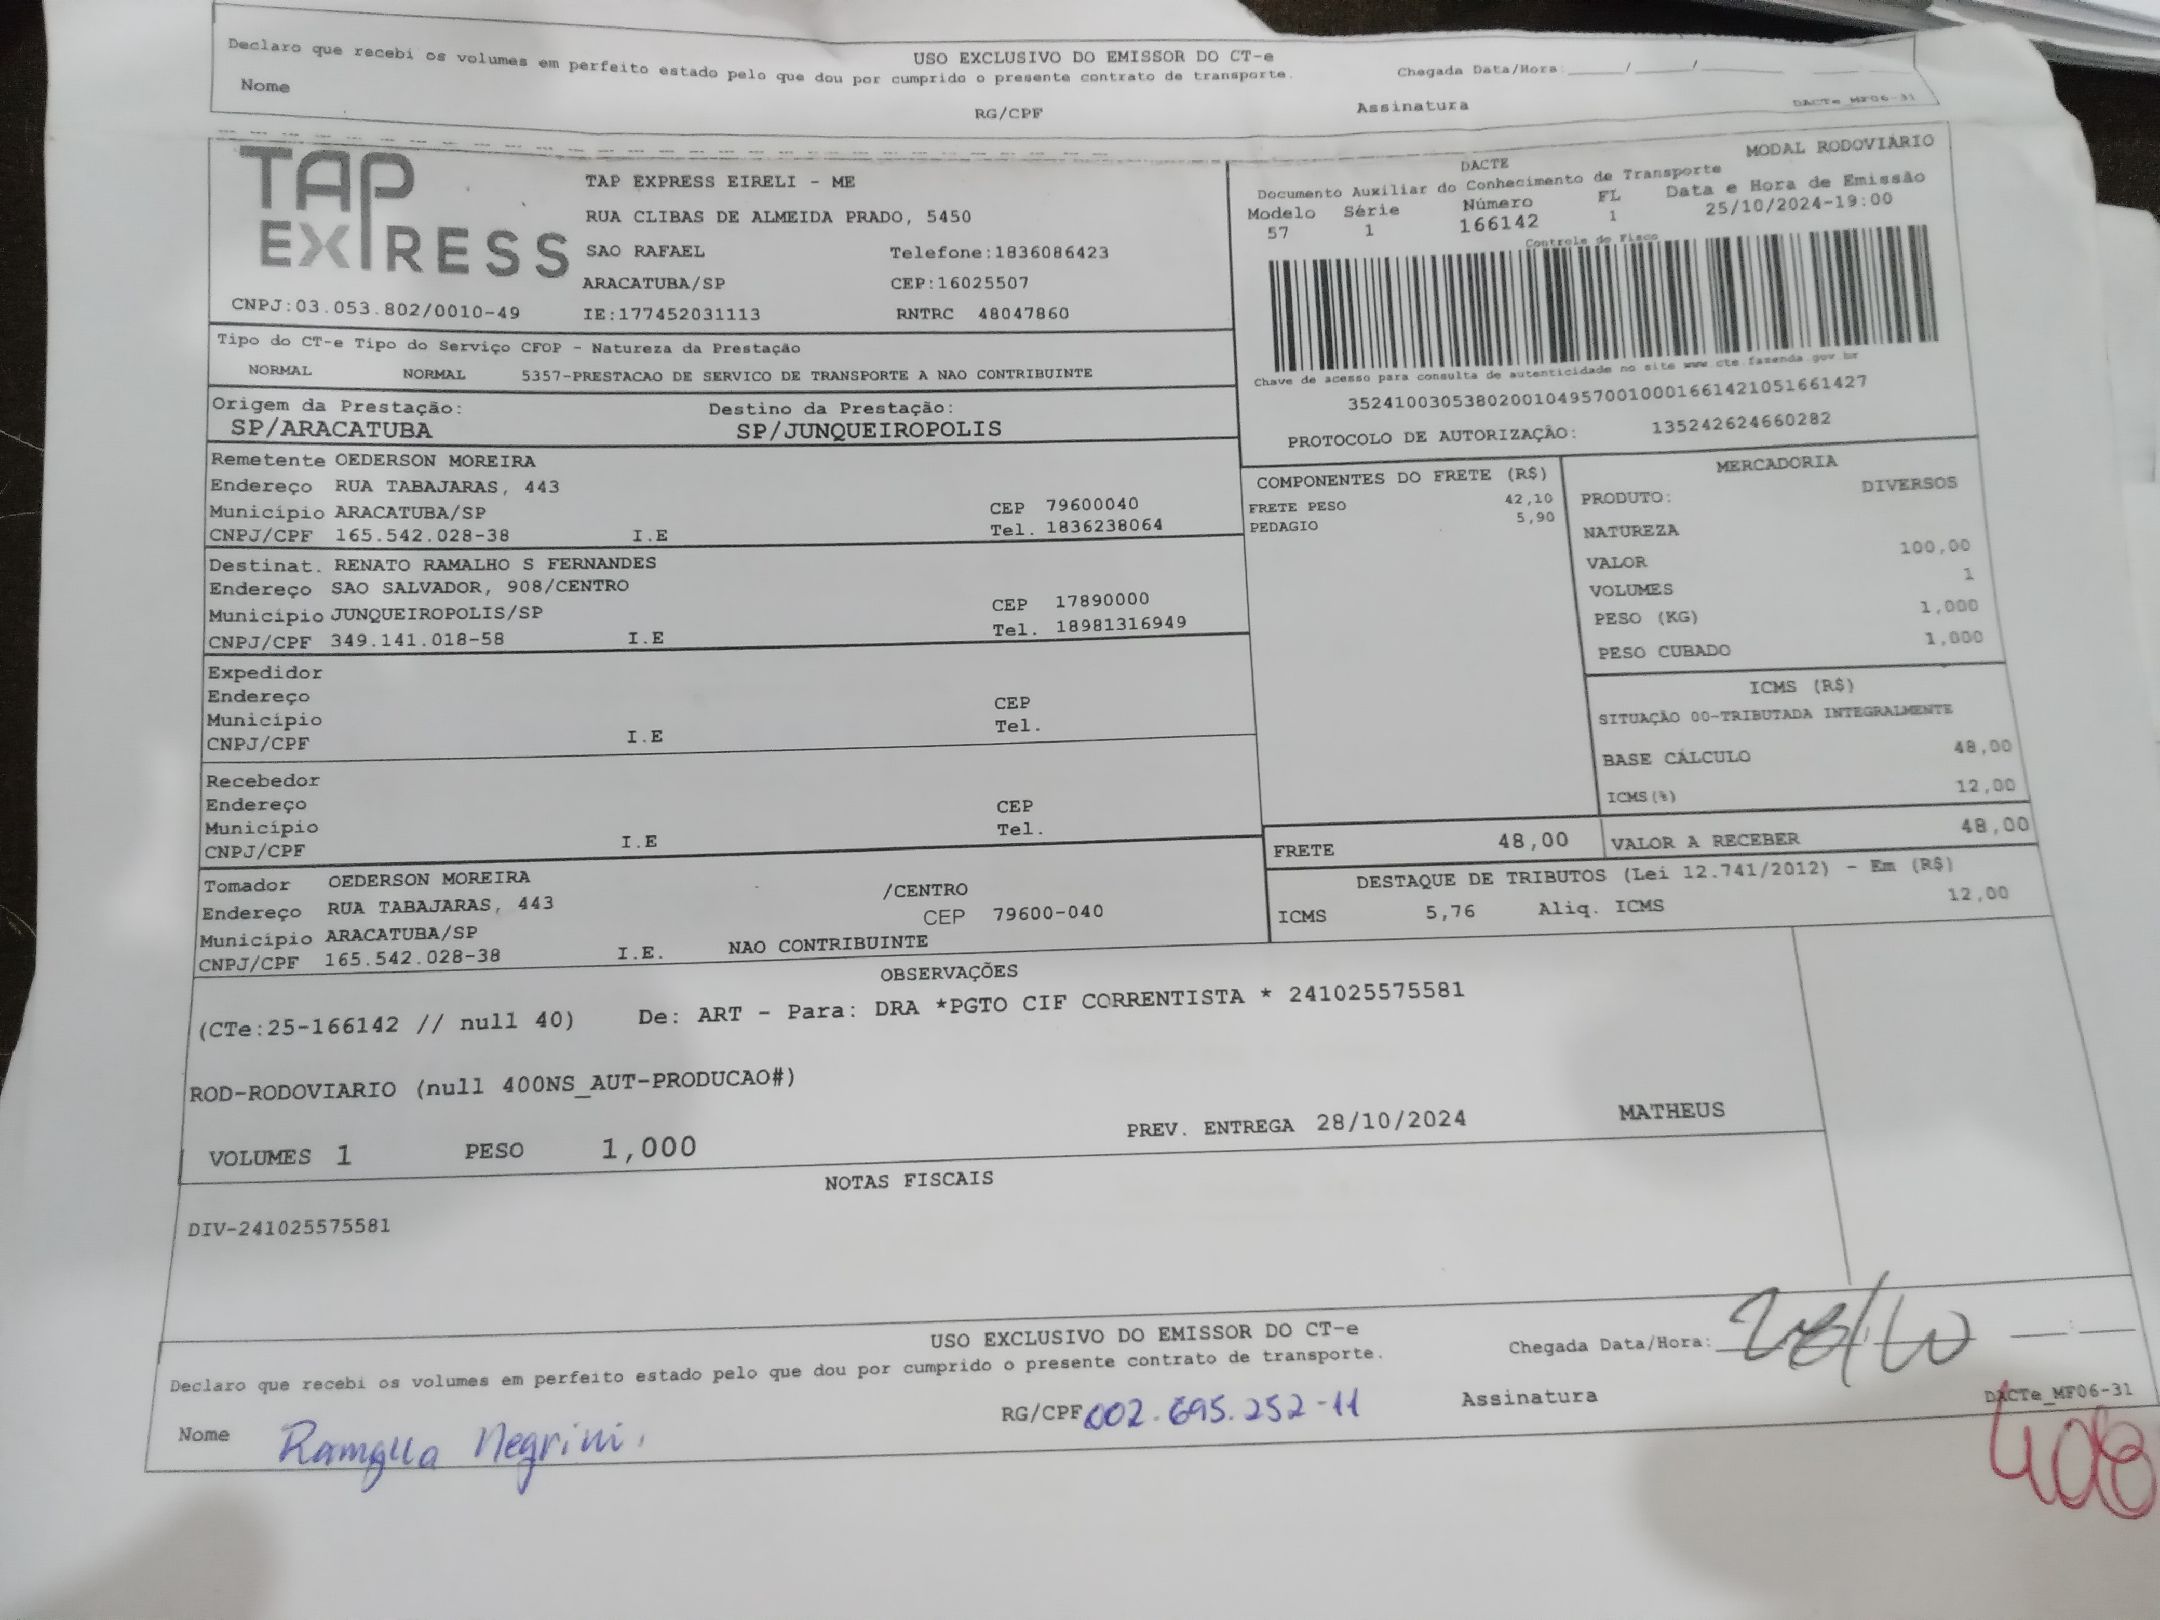 USO EXCLUSIVO DO EMISSOR DO CT-e
Declaro que recebi os volumes em perfeito estado pelo que dou por cumprido o presente contrato de transporte. Chegada Data/Hora:____/____/____
Nome RG/CPF Assinatura DACTe_MF06-31
TAP EXPRESS
TAP EXPRESS EIRELI - ME
RUA CLIBAS DE ALMEIDA PRADO, 5450
SAO RAFAEL Telefone:1836086423
ARACATUBA/SP CEP:16025507
CNPJ:03.053.802/0010-49 IE:177452031113 RNTRC 48047860
MODAL RODOVIÁRIO
DACTE
Documento Auxiliar do Conhecimento de Transporte
Modelo Série Número FL Data e Hora de Emissão
57 1 166142 1 25/10/2024-19:00
Controle do Fisco
Chave de acesso para consulta de autenticidade no site www.cte.fazenda.gov.br
35241003053802001049570010001661421051661427
PROTOCOLO DE AUTORIZAÇÃO: 135242624660282
Tipo do CT-e Tipo do Serviço CFOP - Natureza da Prestação
NORMAL NORMAL 5357-PRESTACAO DE SERVICO DE TRANSPORTE A NAO CONTRIBUINTE
Origem da Prestação: Destino da Prestação:
SP/ARACATUBA SP/JUNQUEIROPOLIS
Remetente OEDERSON MOREIRA
Endereço RUA TABAJARAS, 443
Município ARACATUBA/SP CEP 79600040
CNPJ/CPF 165.542.028-38 I.E Tel. 1836238064
Destinat. RENATO RAMALHO S FERNANDES
Endereço SAO SALVADOR, 908/CENTRO
Município JUNQUEIROPOLIS/SP CEP 17890000
CNPJ/CPF 349.141.018-58 I.E Tel. 18981316949
Expedidor
Endereço
Município CEP
CNPJ/CPF I.E Tel.
Recebedor
Endereço
Município CEP
CNPJ/CPF I.E Tel.
Tomador OEDERSON MOREIRA
Endereço RUA TABAJARAS, 443 /CENTRO
Município ARACATUBA/SP CEP 79600-040
CNPJ/CPF 165.542.028-38 I.E. NAO CONTRIBUINTE
COMPONENTES DO FRETE (R$)
FRETE PESO 42,10
PEDAGIO 5,90
MERCADORIA
PRODUTO: DIVERSOS
NATUREZA
VALOR 100,00
VOLUMES 1
PESO (KG) 1,000
PESO CUBADO 1,000
ICMS (R$)
SITUAÇÃO 00-TRIBUTADA INTEGRALMENTE
BASE CÁLCULO 48,00
ICMS(%) 12,00
FRETE 48,00 VALOR A RECEBER 48,00
DESTAQUE DE TRIBUTOS (Lei 12.741/2012) - Em (R$)
ICMS 5,76 Aliq. ICMS 12,00
OBSERVAÇÕES
(CTe:25-166142 // null 40) De: ART - Para: DRA *PGTO CIF CORRENTISTA * 241025575581
ROD-RODOVIARIO (null 400NS_AUT-PRODUCAO#)
VOLUMES 1 PESO 1,000 PREV. ENTREGA 28/10/2024 MATHEUS
NOTAS FISCAIS
DIV-241025575581
USO EXCLUSIVO DO EMISSOR DO CT-e
Declaro que recebi os volumes em perfeito estado pelo que dou por cumprido o presente contrato de transporte. Chegada Data/Hora: 28/10
Nome Negrini RG/CPF 002.695.252-11 Assinatura DACTe_MF06-31
408